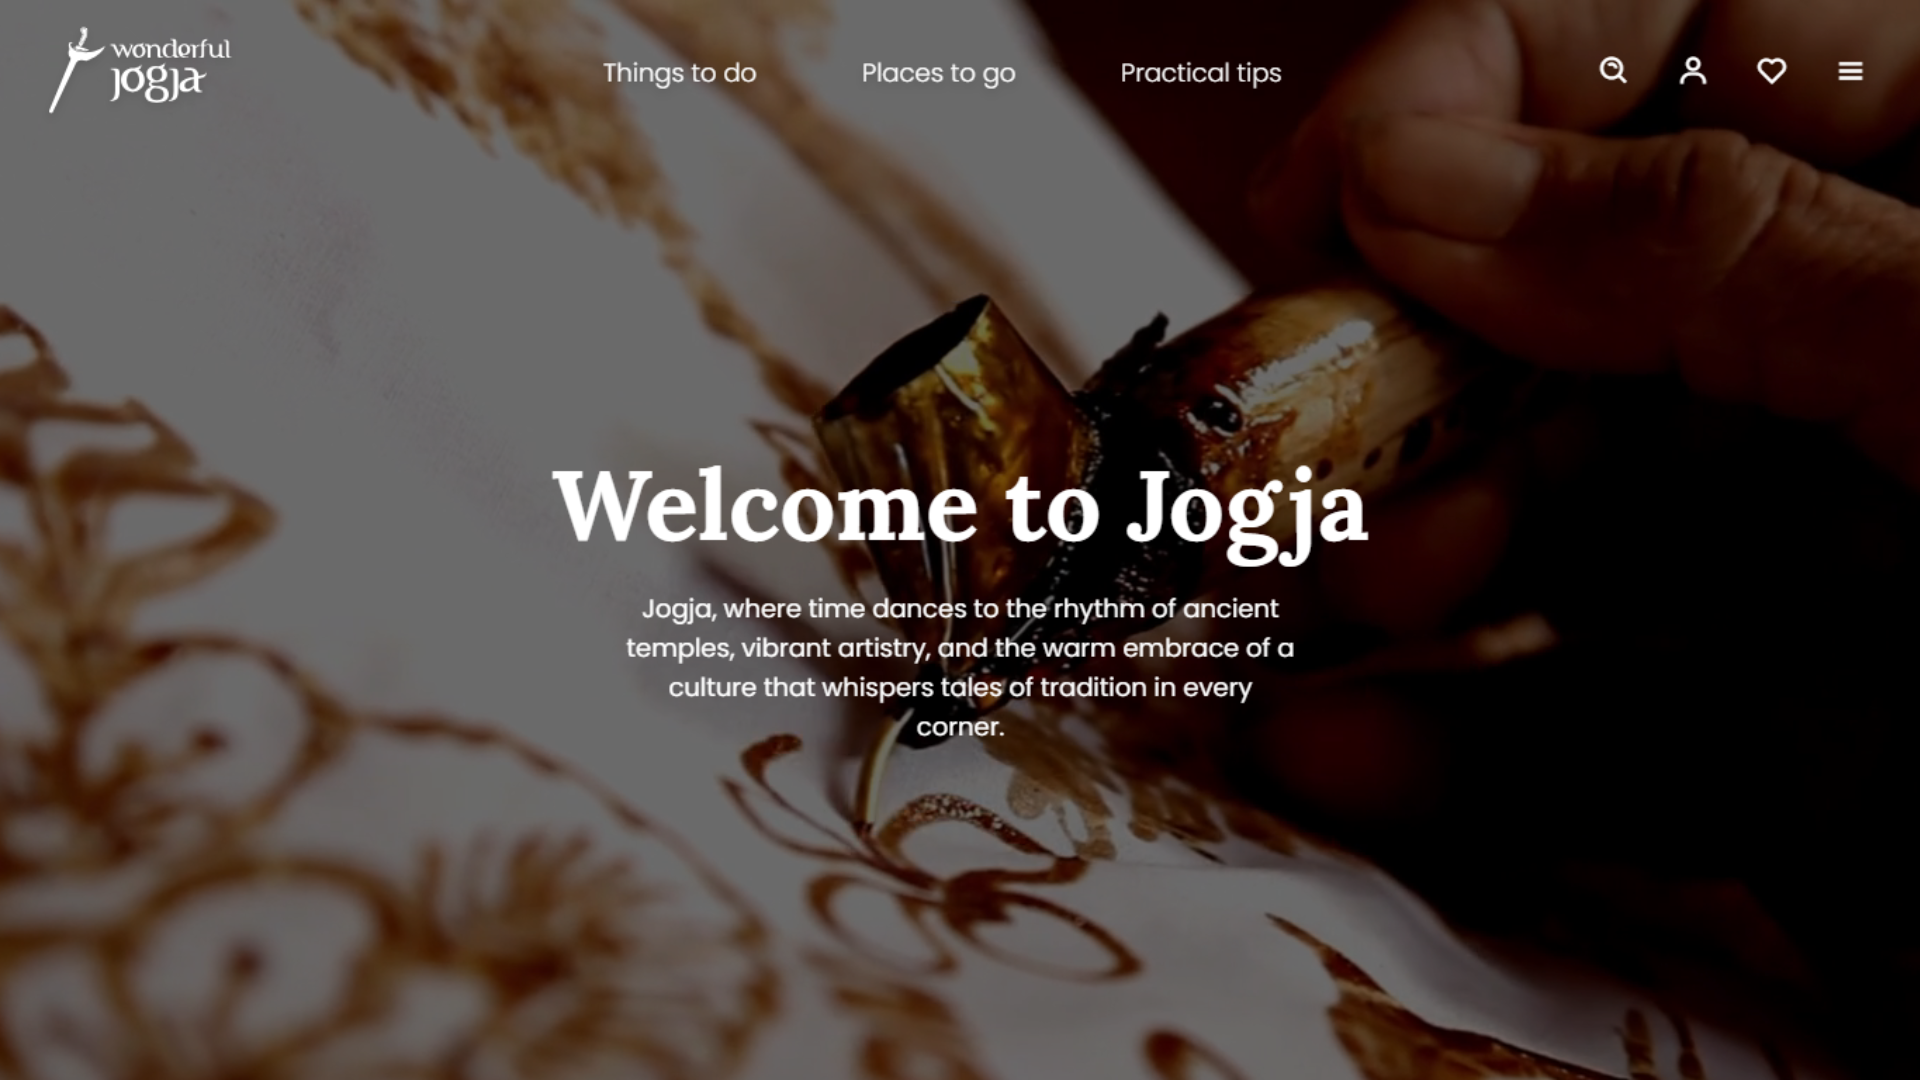 wonderful
jogja
Things to do
Places to go
Practical tips
Welcome to Jogja
Jogja, where time dances to the rhythm of ancient
temples, vibrant artistry, and the warm embrace of a
culture that whispers tales of tradition in every
corner.